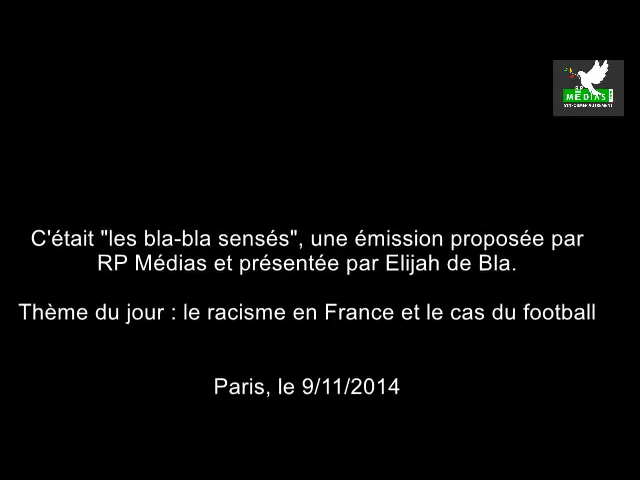 RP
MÉDIAS
C'était "les bla-bla sensés", une émission proposée par
RP Médias et présentée par Elijah de Bla.
Thème du jour : le racisme en France et le cas du football
Paris, le 9/11/2014